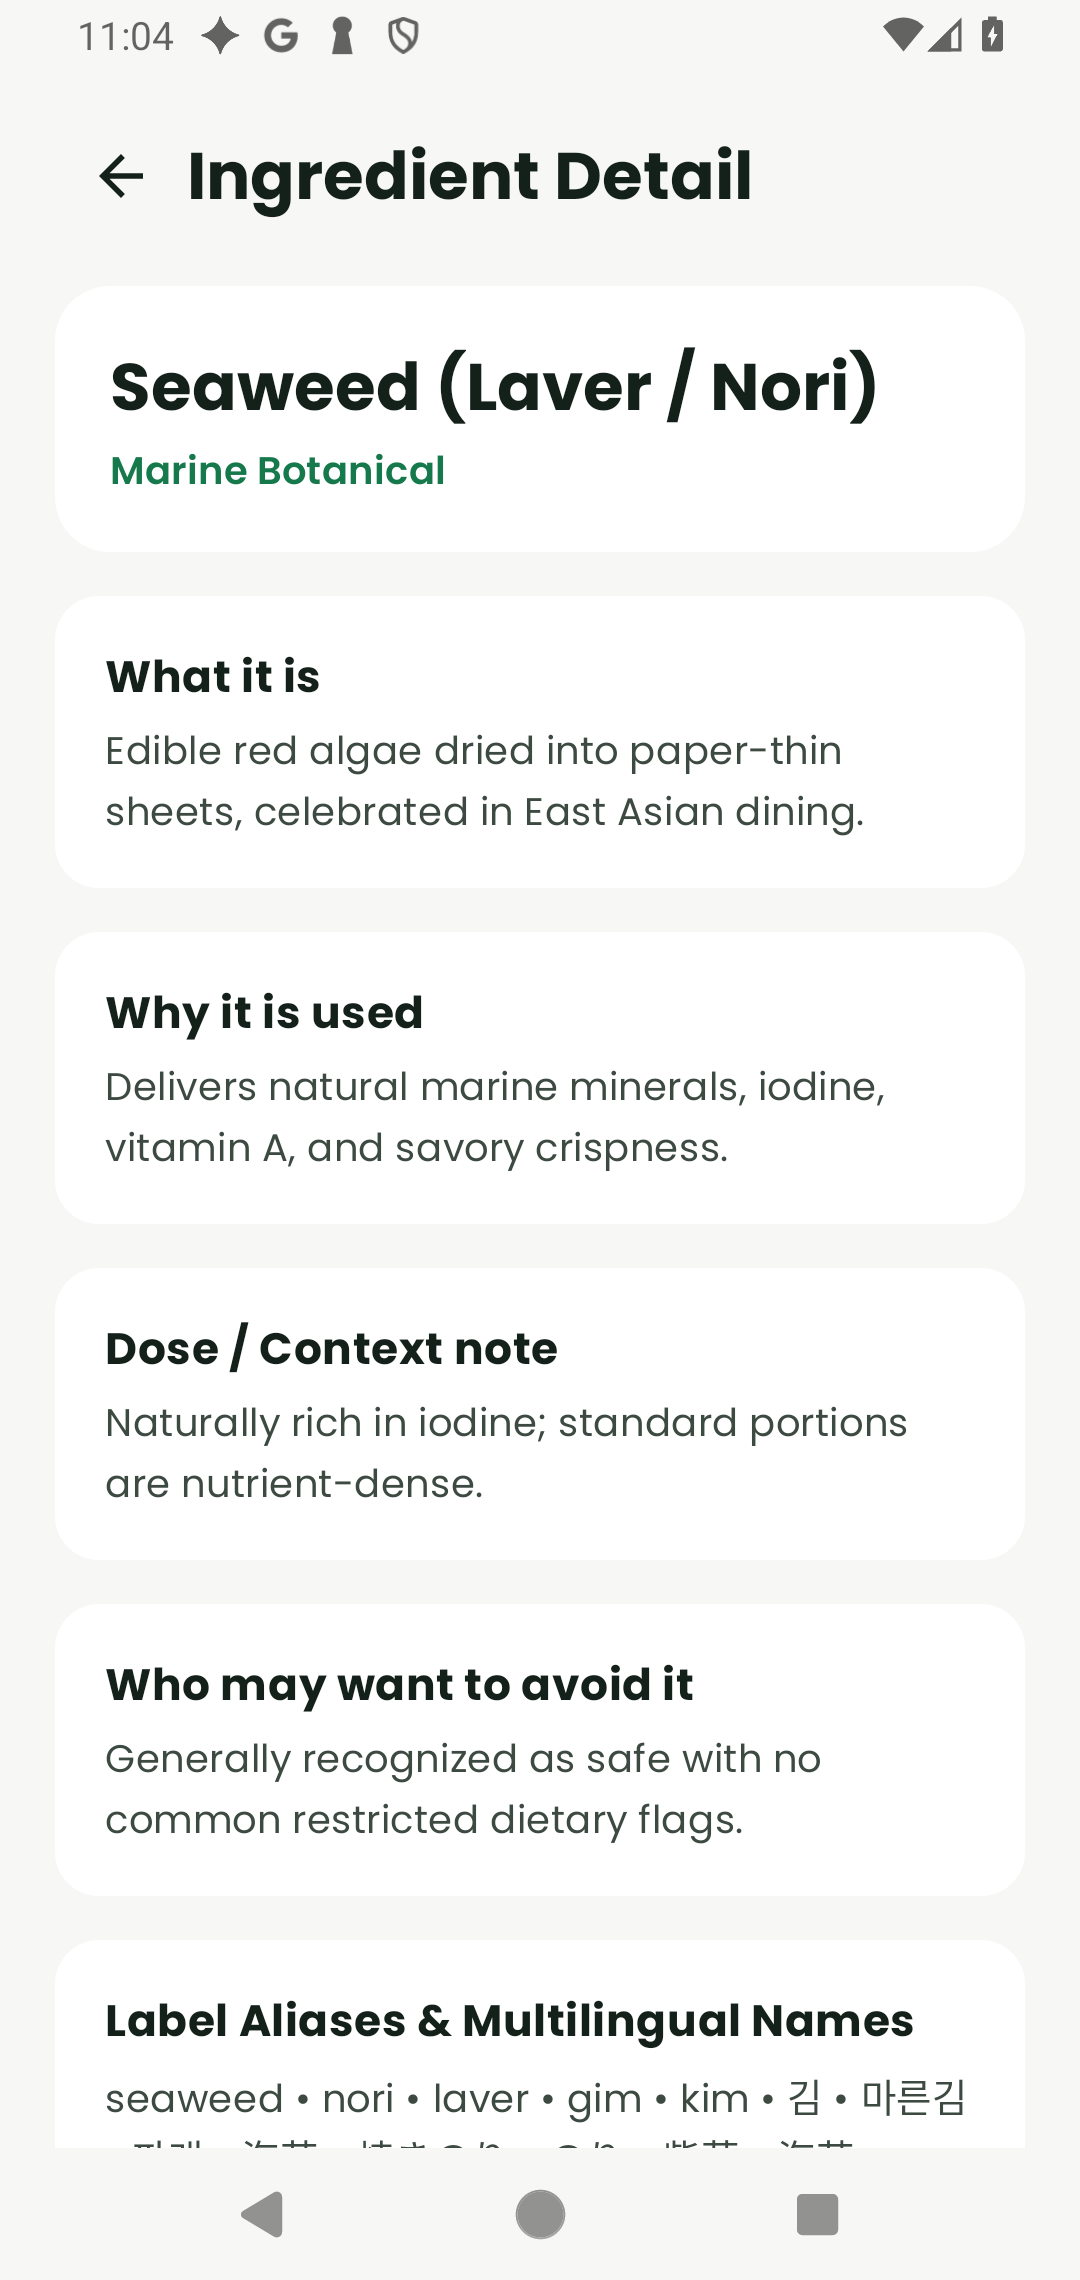 11:04
Ingredient Detail
Seaweed (Laver / Nori)
Marine Botanical
What it is
Edible red algae dried into paper-thin
sheets, celebrated in East Asian dining.
Why it is used
Delivers natural marine minerals, iodine,
vitamin A, and savory crispness.
Dose / Context note
Naturally rich in iodine; standard portions
are nutrient-dense.
Who may want to avoid it
Generally recognized as safe with no
common restricted dietary flags.
Label Aliases & Multilingual Names
seaweed • nori • laver • gim • kim • 김 • 마른김